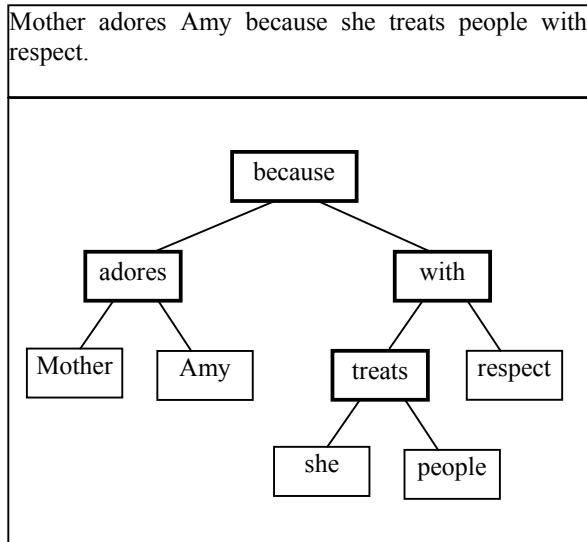 Mother adores Amy because she treats people with
respect.
because
adores
with
Mother
Amy
treats
respect
she
people